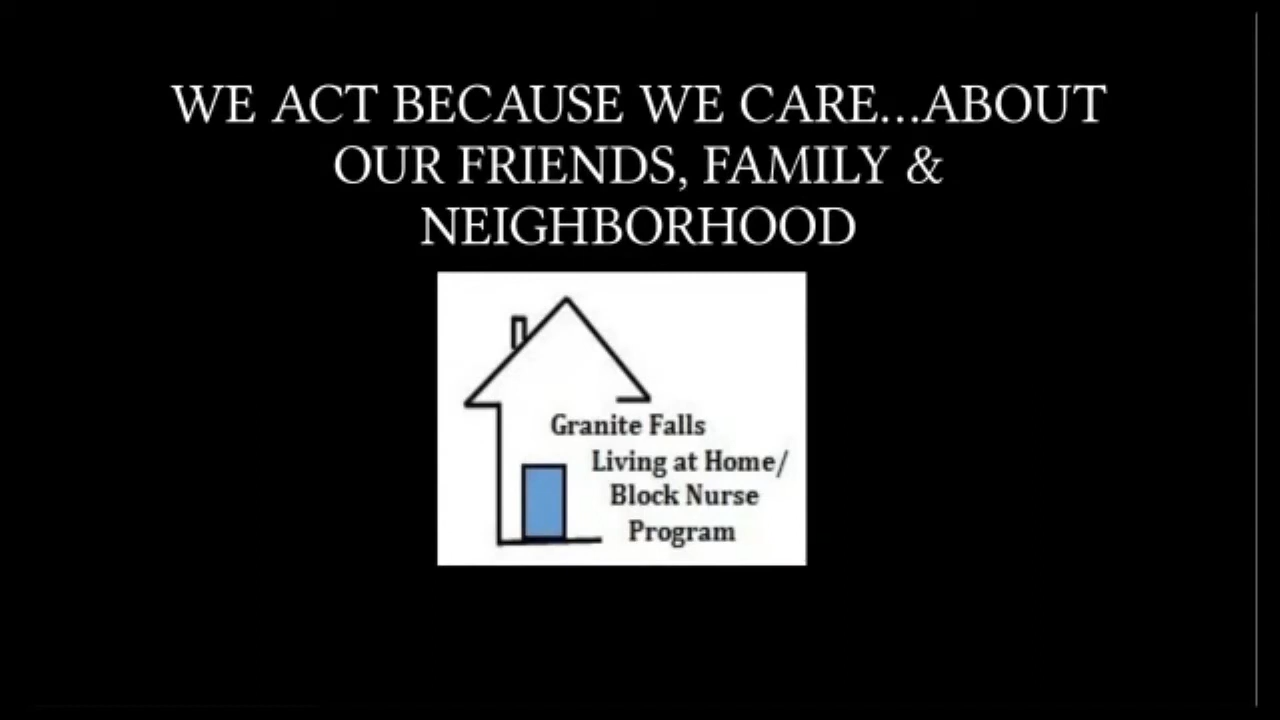 WE ACT BECAUSE WE CARE...ABOUT
OUR FRIENDS, FAMILY &
NEIGHBORHOOD
Granite Falls
Living at Home/
Block Nurse
Program